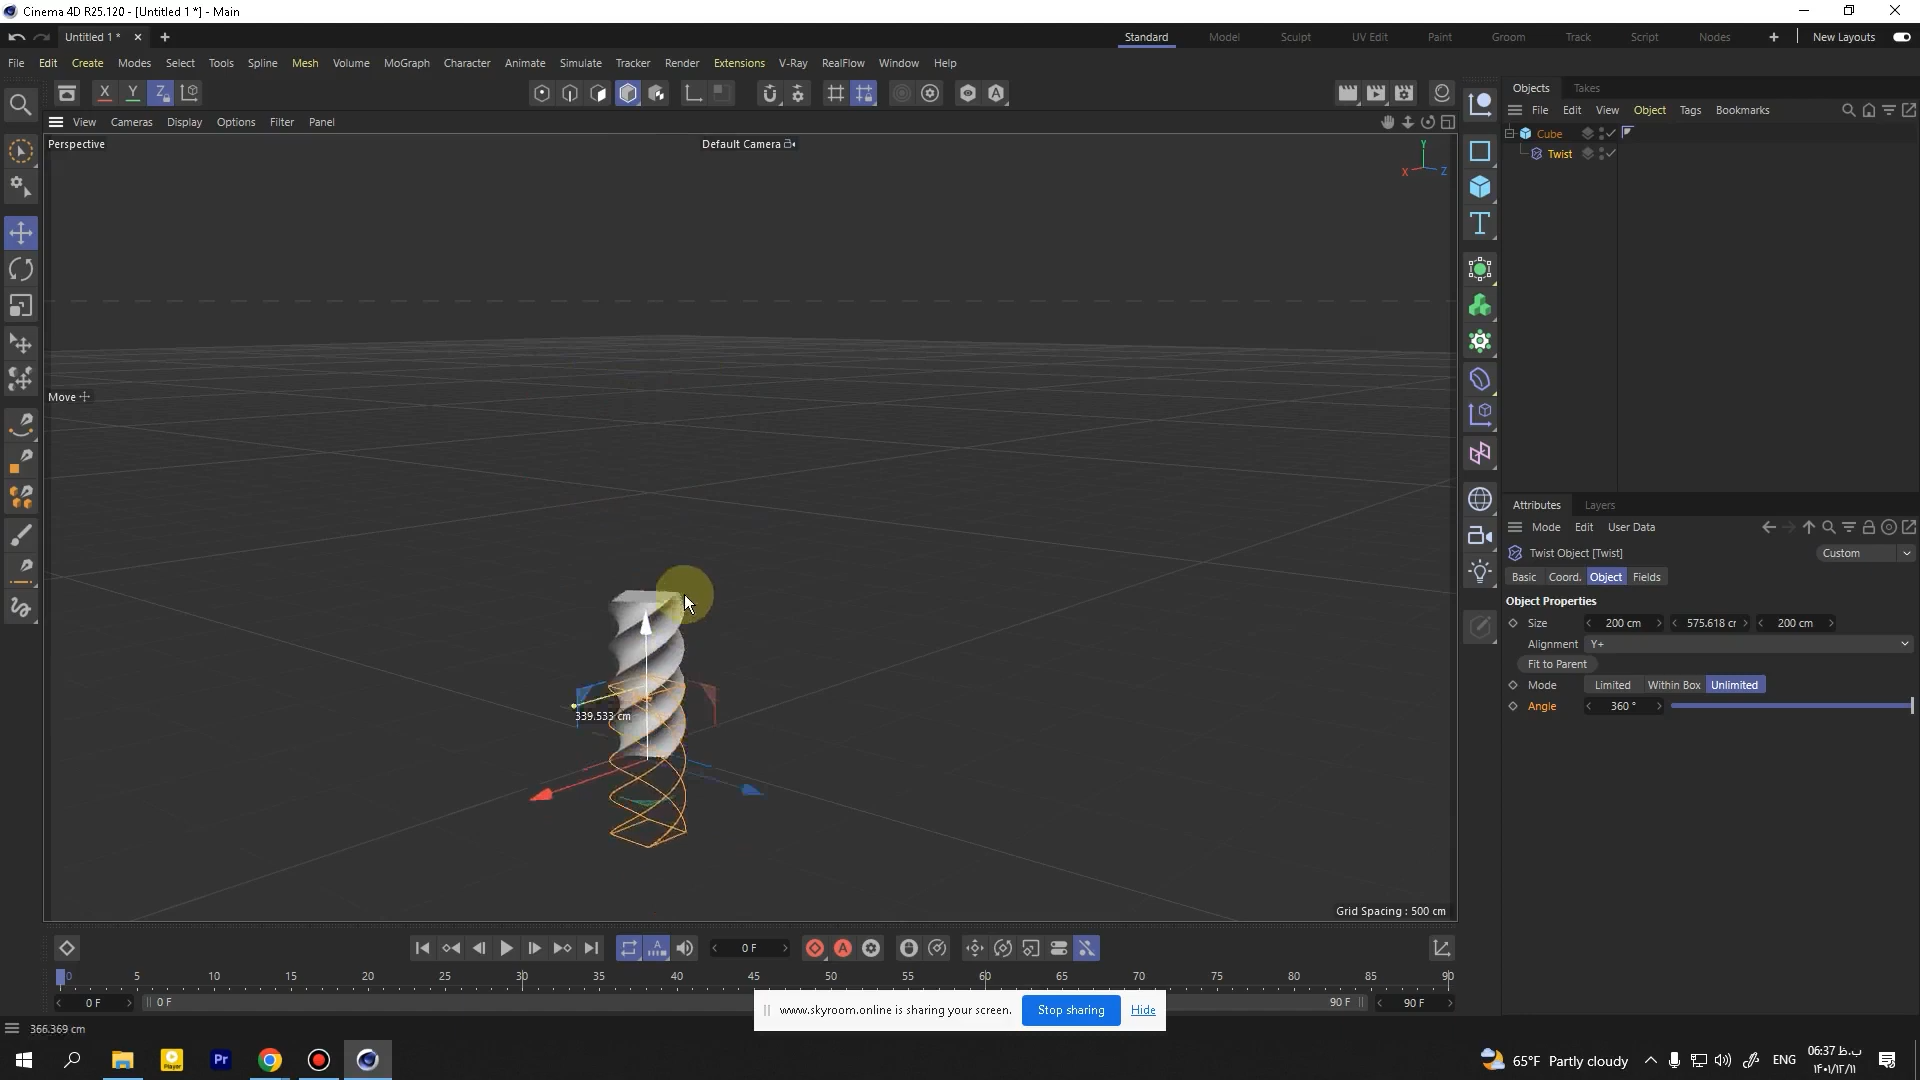 Cinema 4D R25.120 - [Untitled 1 *] - Main
Untitled 1 *
Standard Model Sculpt UV Edit Paint Groom Track Script Nodes New Layouts
File Edit Create Modes Select Tools Spline Mesh Volume MoGraph Character Animate Simulate Tracker Render Extensions V-Ray RealFlow Window Help
X Y Z
Objects Takes
File Edit View Object Tags Bookmarks
View Cameras Display Options Filter Panel
Cube
Twist
Perspective
Default Camera
Y
X Z
Move
339.533 cm
Grid Spacing : 500 cm
Attributes Layers
Mode Edit User Data
Twist Object [Twist]
Custom
Basic Coord. Object Fields
Object Properties
Size 200 cm 575.618 cr 200 cm
Alignment Y+
Fit to Parent
Mode Limited Within Box Unlimited
Angle 360 °
0 F
0 5 10 15 20 25 30 35 40 45 50 55 60 65 70 75 80 85 90
0 F 0 F 90 F 90 F
www.skyroom.online is sharing your screen. Stop sharing Hide
366.369 cm
Player
Pr
65°F Partly cloudy
ENG
06:37 ب.ظ
۱۴۰۱/۱۲/۱۱